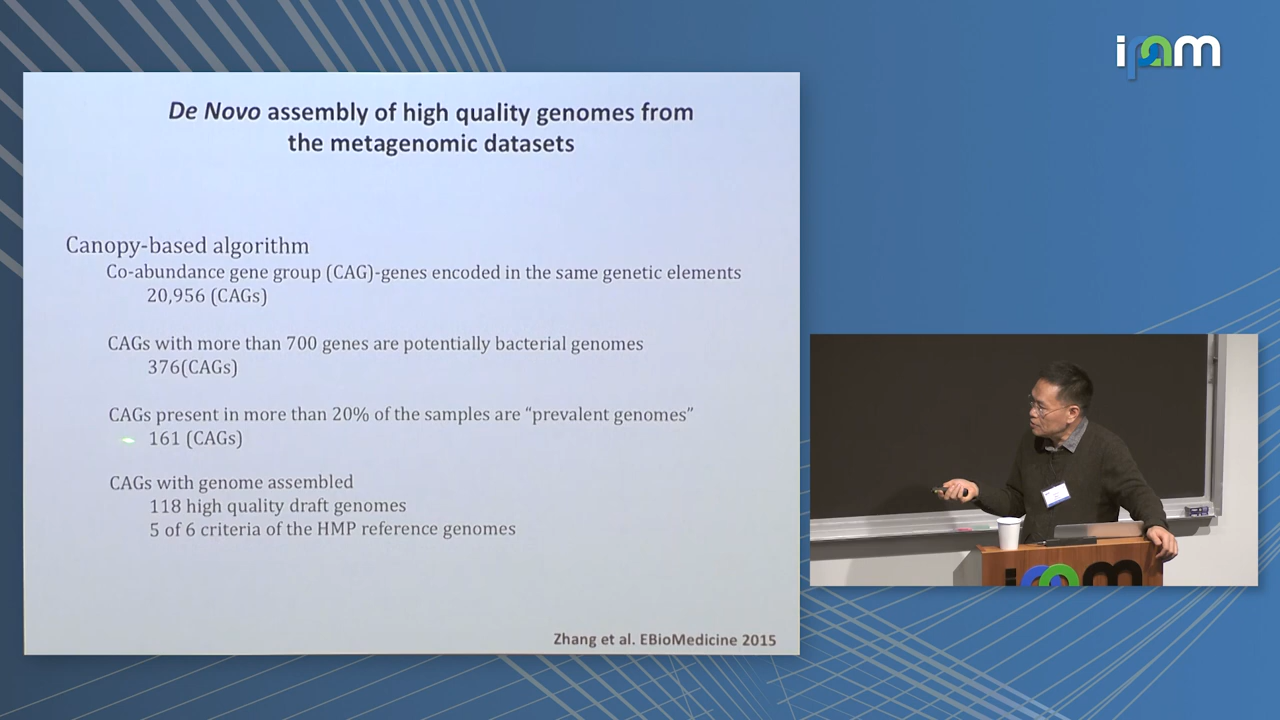 ipam
De Novo assembly of high quality genomes from
the metagenomic datasets
Canopy-based algorithm
Co-abundance gene group (CAG)-genes encoded in the same genetic elements
20,956 (CAGs)
CAGs with more than 700 genes are potentially bacterial genomes
376(CAGs)
CAGs present in more than 20% of the samples are “prevalent genomes”
161 (CAGs)
CAGs with genome assembled
118 high quality draft genomes
5 of 6 criteria of the HMP reference genomes
Zhang et al. EBioMedicine 2015
ipam